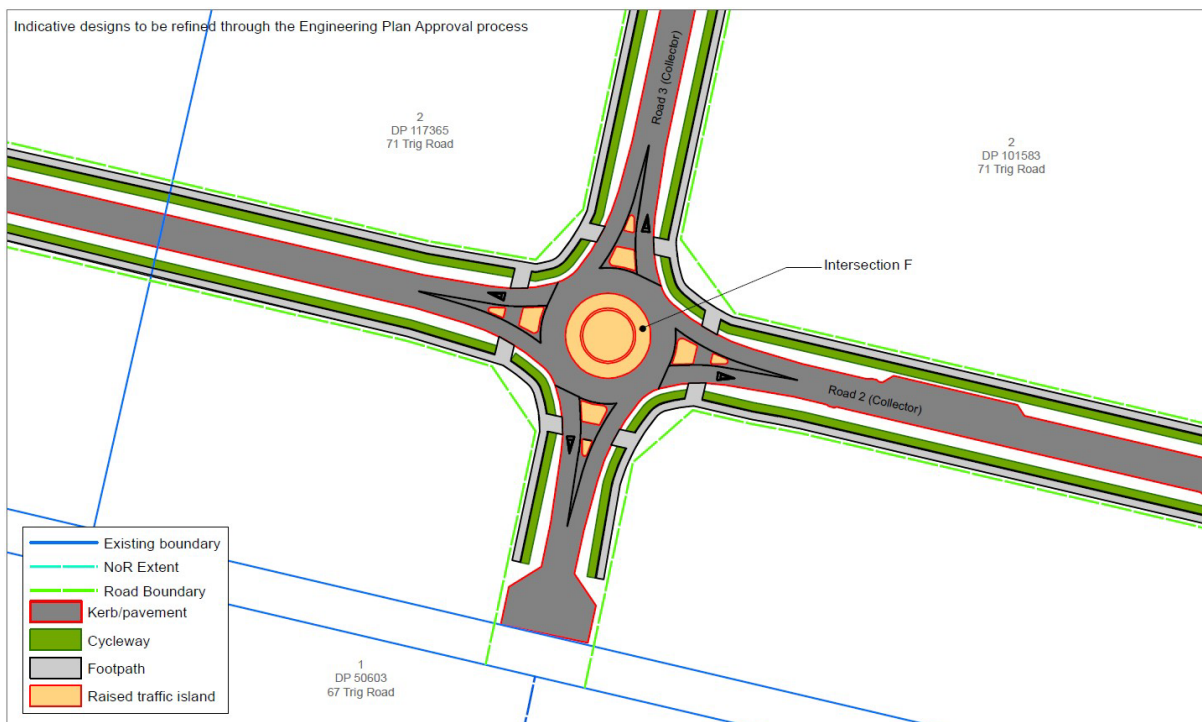 Indicative designs to be refined through the Engineering Plan Approval process
Road 3 (Collector)
2
DP 117365
71 Trig Road
2
DP 101583
71 Trig Road
Intersection F
Road 2 (Collector)
Existing boundary
NoR Extent
Road Boundary
Kerb/pavement
Cycleway
Footpath
Raised traffic island
1
DP 50603
67 Trig Road